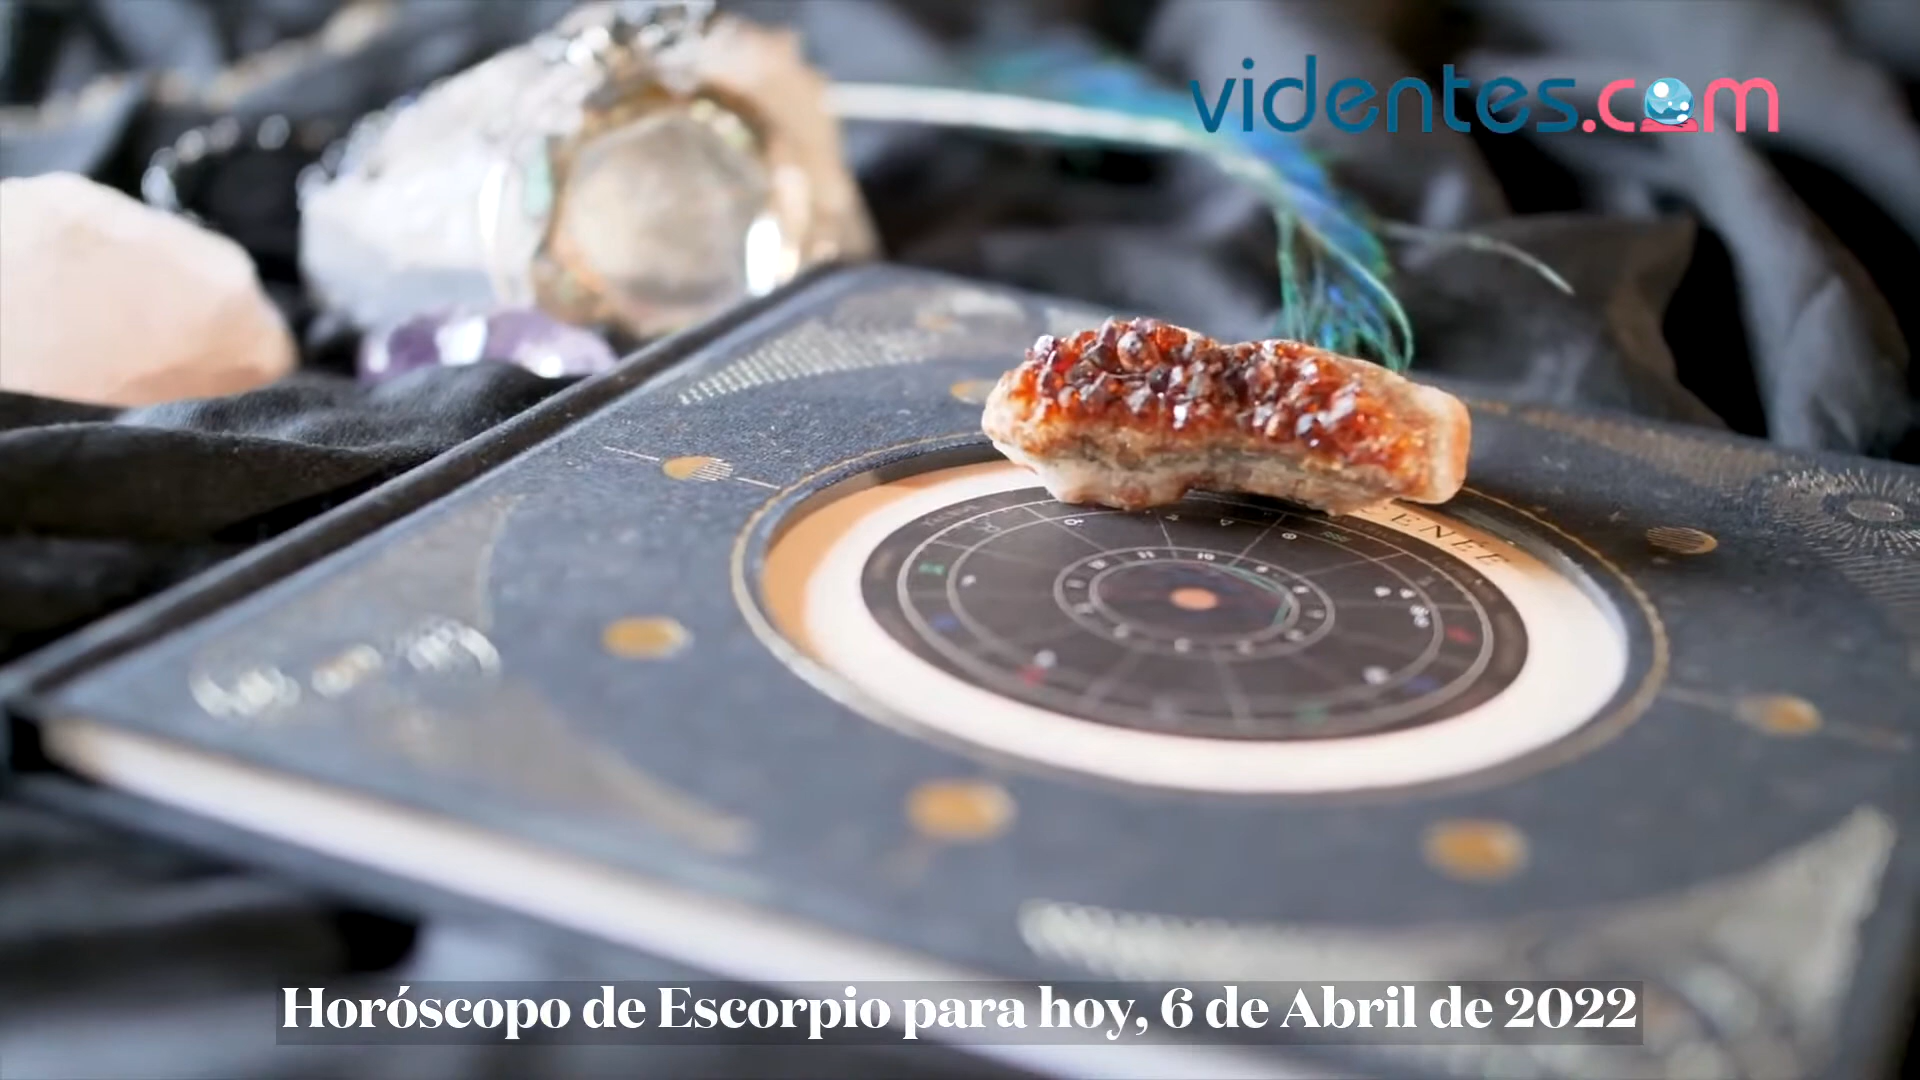 videntes.com
Horóscopo de Escorpio para hoy, 6 de Abril de 2022